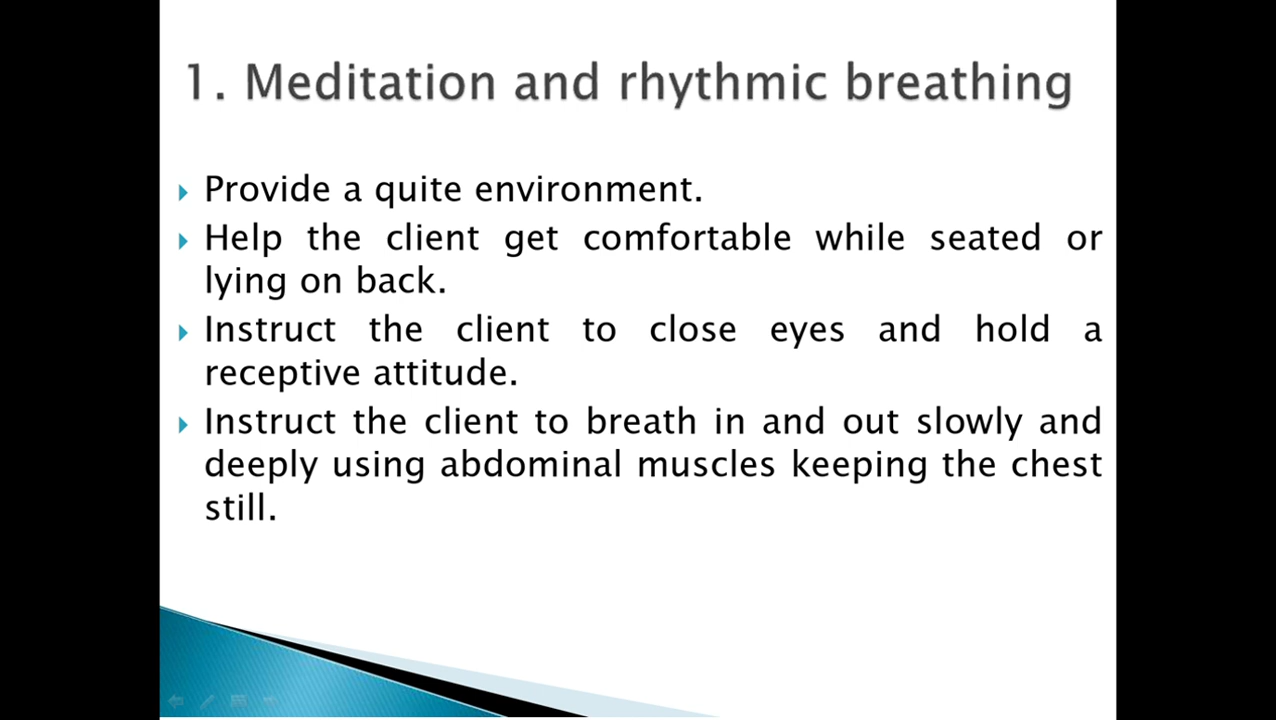 1. Meditation and rhythmic breathing
Provide a quite environment.
Help the client get comfortable while seated or
lying on back.
Instruct the client to close eyes and hold a
receptive attitude.
Instruct the client to breath in and out slowly and
deeply using abdominal muscles keeping the chest
still.